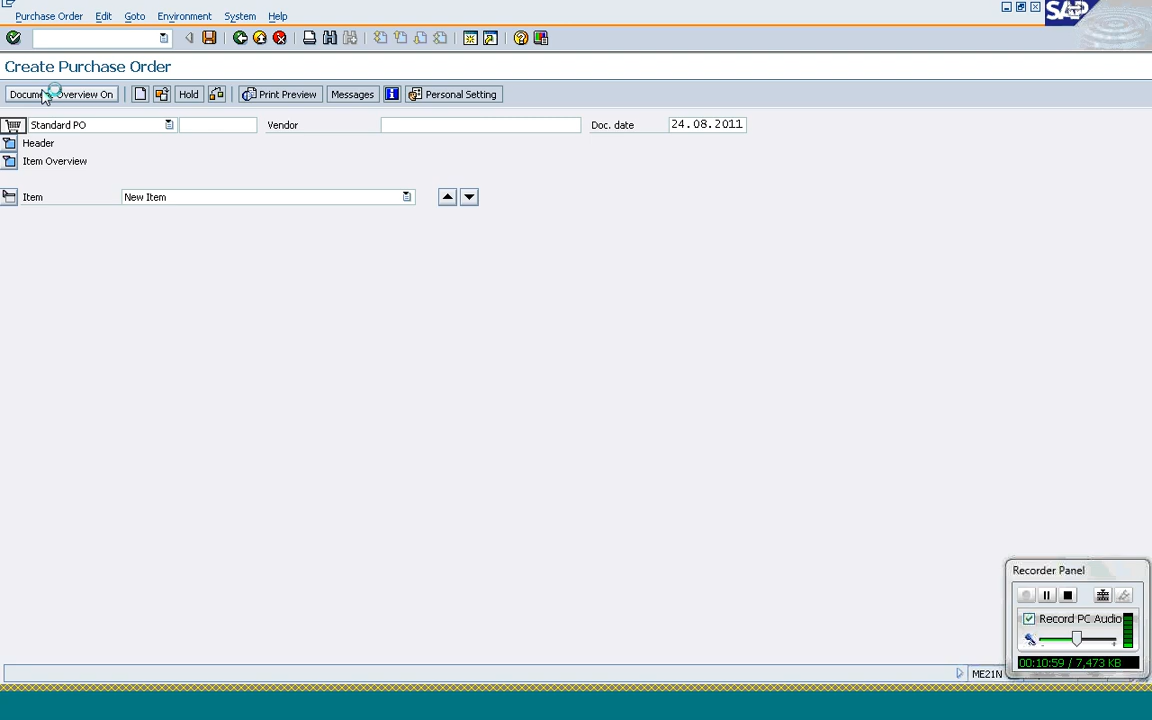 Purchase Order Edit Goto Environment System Help
SAP
Create Purchase Order
Overview On Hold Print Preview Messages Personal Setting
Standard PO Vendor Doc. date 24.08.2011
Header
Item Overview
Item New Item
Recorder Panel
Record PC Audio
00:10:59 / 7,473 KB
ME21N